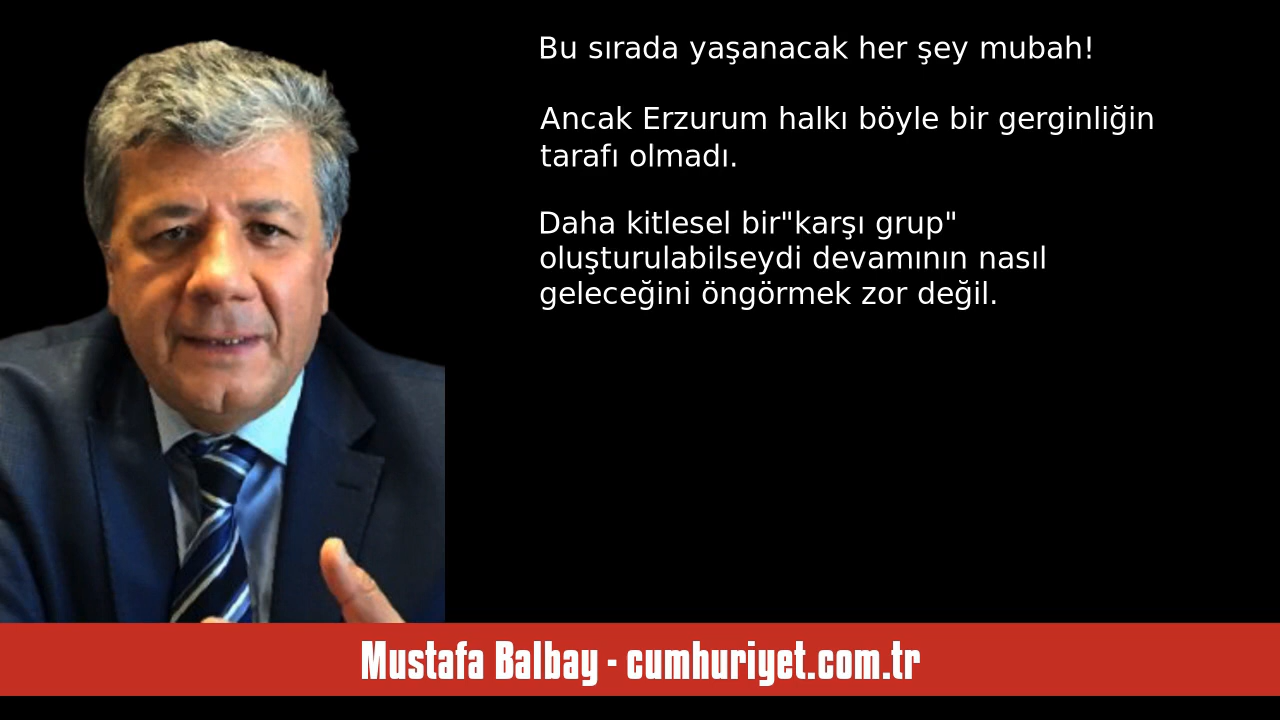 Bu sırada yaşanacak her şey mubah!
Ancak Erzurum halkı böyle bir gerginliğin
tarafı olmadı.
Daha kitlesel bir"karşı grup"
oluşturulabilseydi devamının nasıl
geleceğini öngörmek zor değil.
Mustafa Balbay - cumhuriyet.com.tr